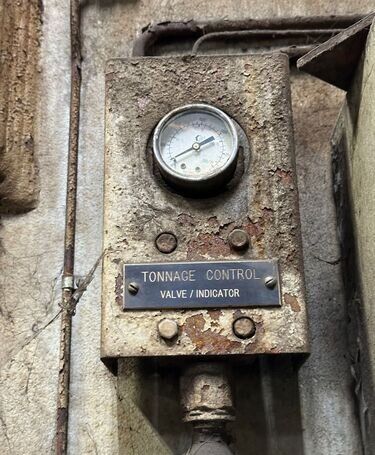 TONNAGE CONTROL
VALVE / INDICATOR